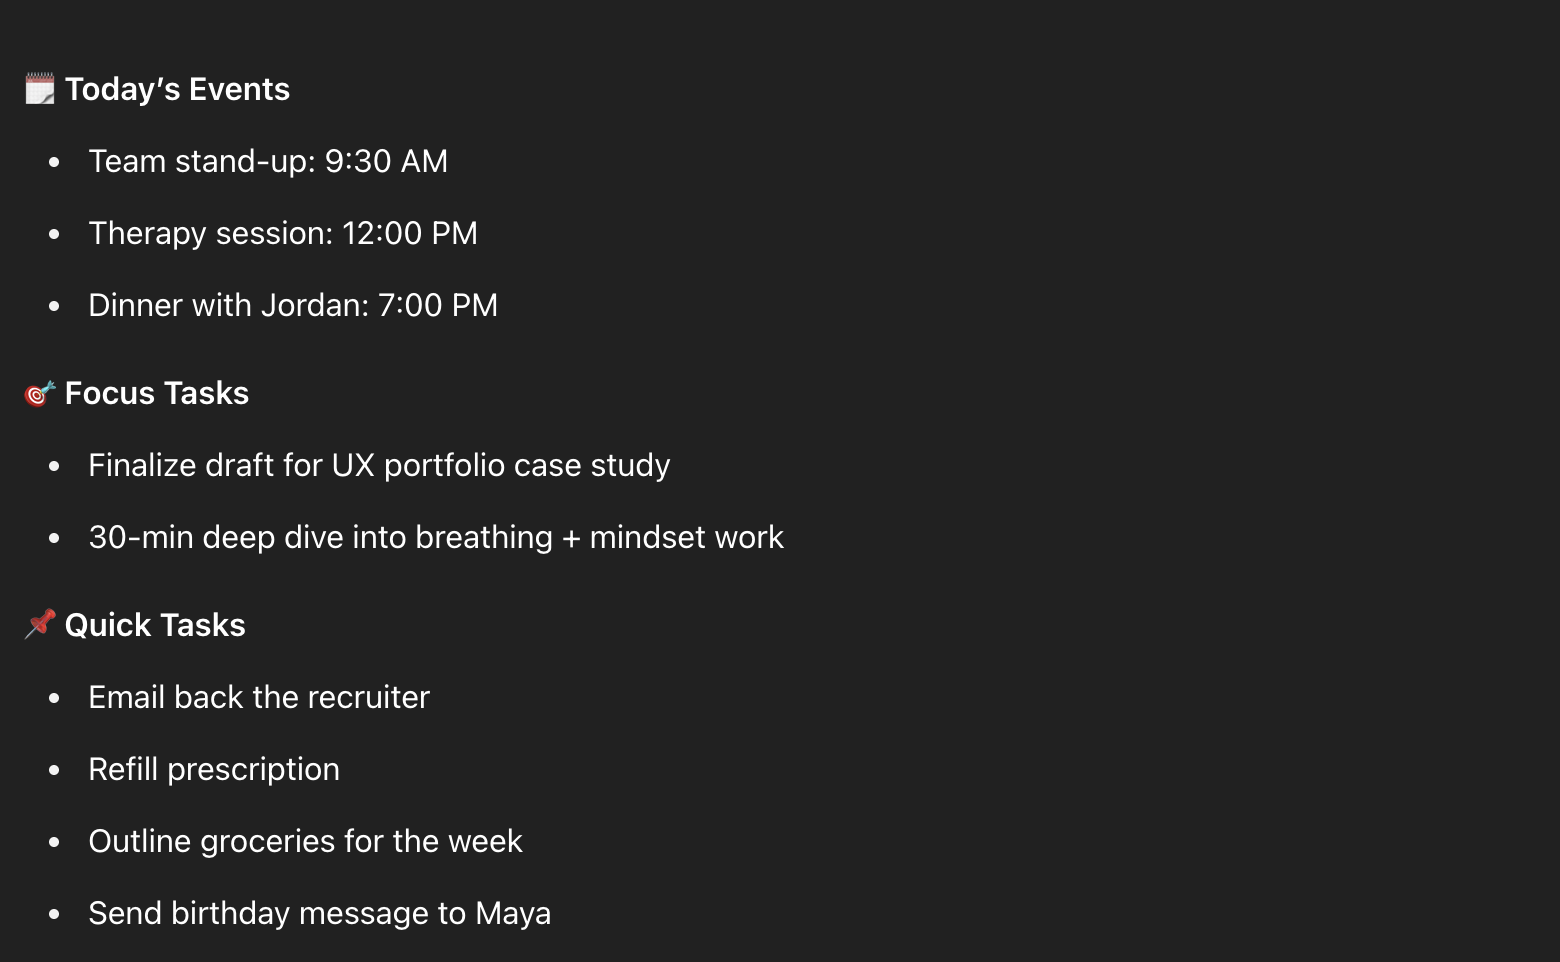 🗓️ Today’s Events
• Team stand-up: 9:30 AM
• Therapy session: 12:00 PM
• Dinner with Jordan: 7:00 PM
🎯 Focus Tasks
• Finalize draft for UX portfolio case study
• 30-min deep dive into breathing + mindset work
📌 Quick Tasks
• Email back the recruiter
• Refill prescription
• Outline groceries for the week
• Send birthday message to Maya